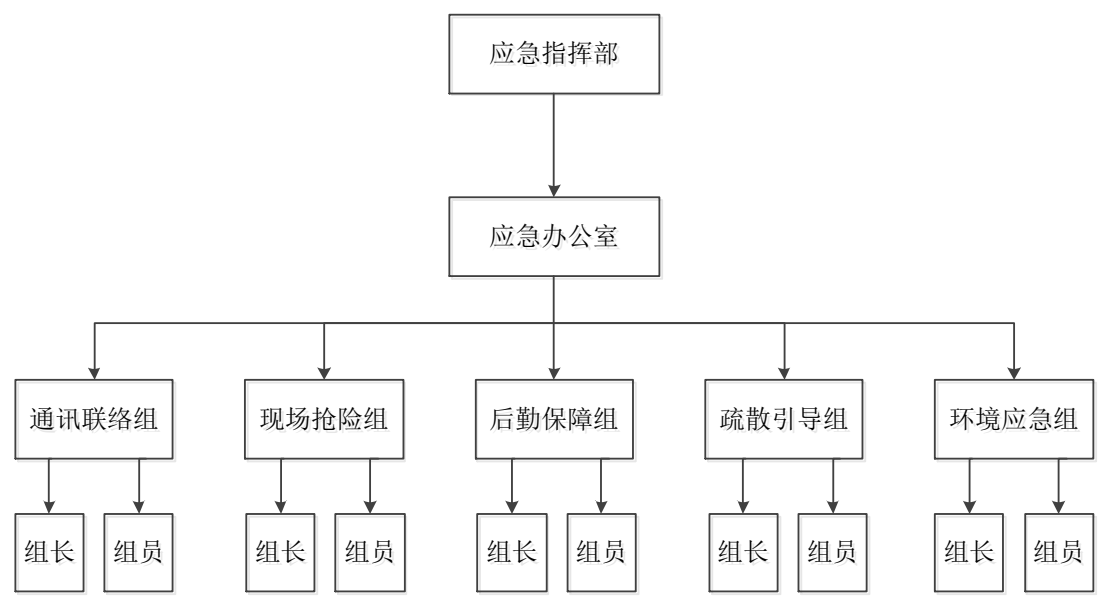 应急指挥部
应急办公室
通讯联络组
现场抢险组
后勤保障组
疏散引导组
环境应急组
组长
组员
组长
组员
组长
组员
组长
组员
组长
组员